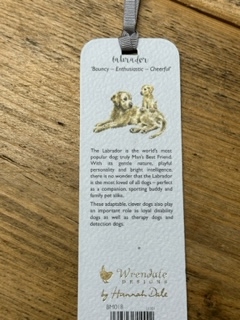 Labrador
'Bouncy ~ Enthusiastic ~ Cheerful'
The Labrador is the world's most
popular dog truly Man's Best Friend.
With its gentle nature, playful
personality and bright intelligence,
there is no wonder that the Labrador
is the most loved of all dogs – perfect
as a companion, sporting buddy and
family pet alike.
These adaptable, clever dogs also play
an important role as loyal disability
dogs as well as therapy dogs and
detection dogs.
Wrendale
DESIGNS
by Hannah Dale